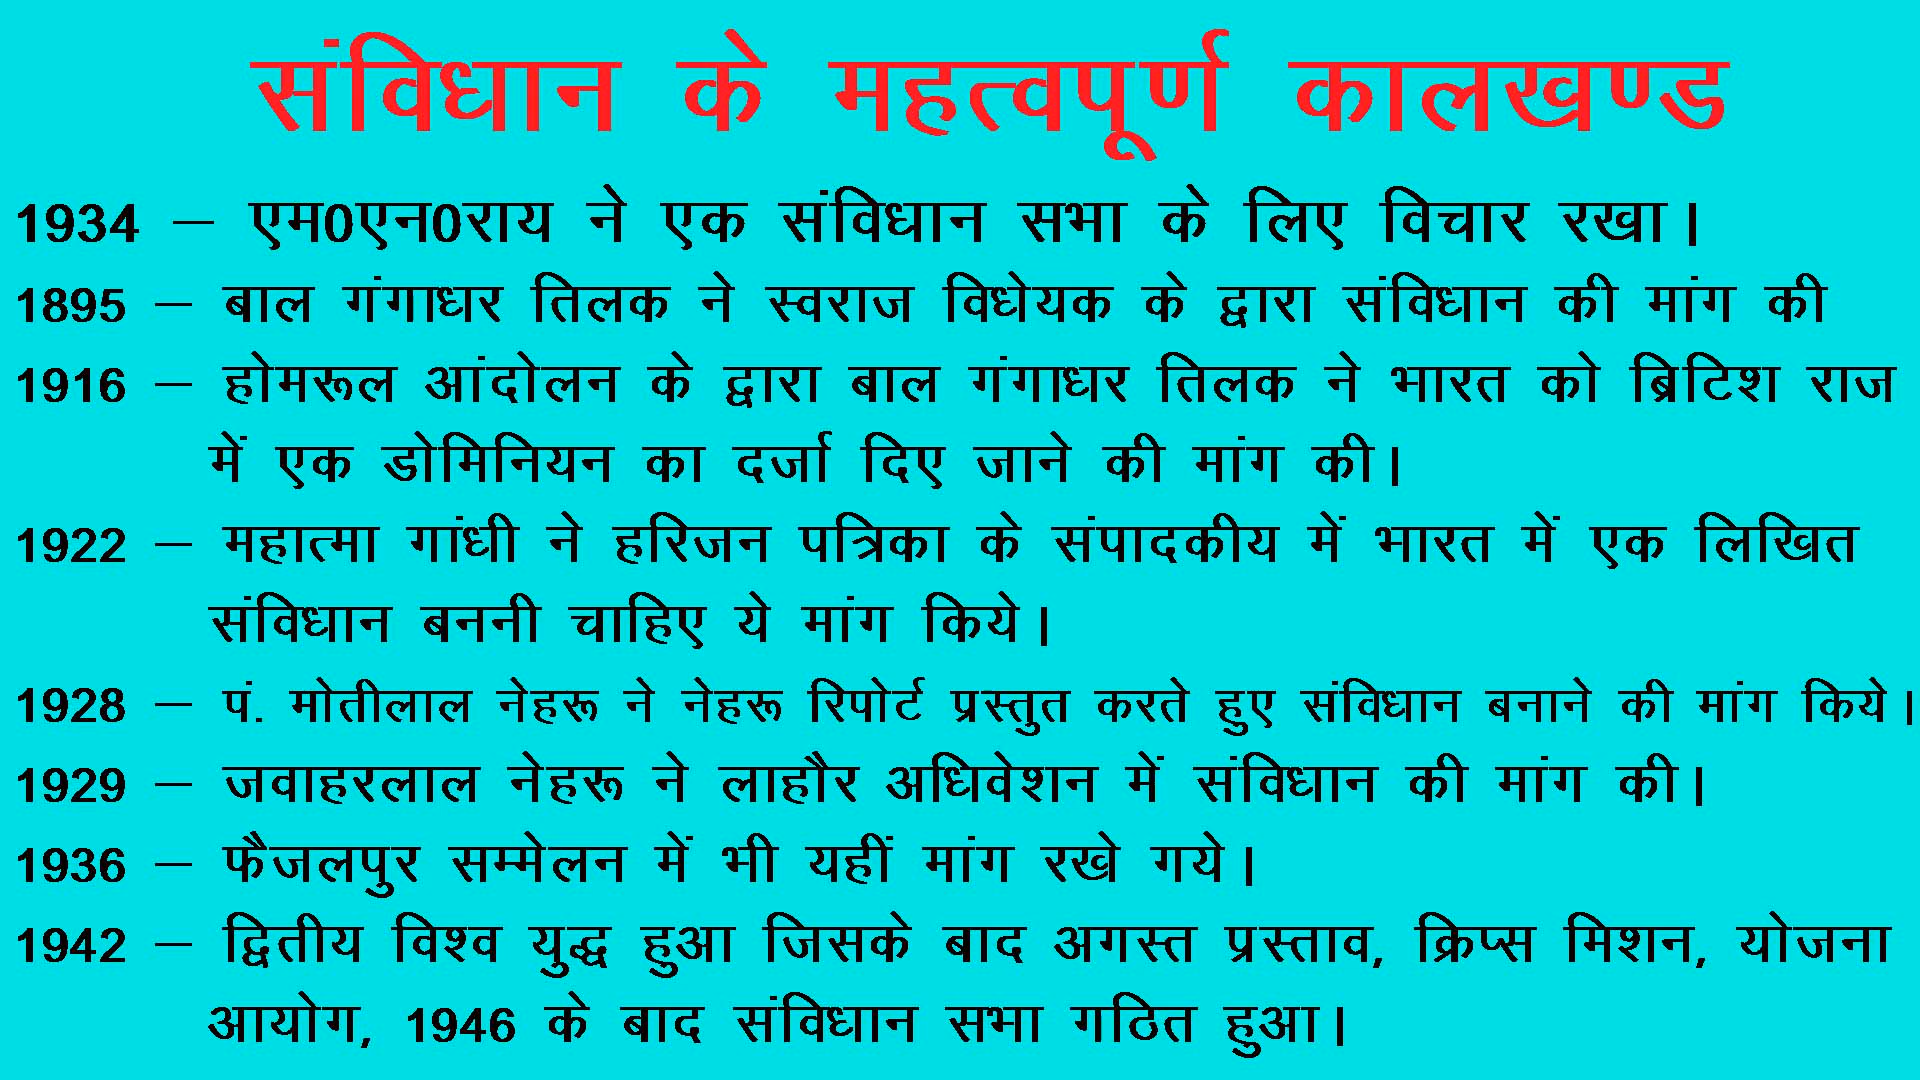 संविधान के महत्वपूर्ण कालखण्ड
1934 – एम0एन0राय ने एक संविधान सभा के लिए विचार रखा।
1895 – बाल गंगाधर तिलक ने स्वराज विधेयक के द्वारा संविधान की मांग की
1916 – होमरूल आंदोलन के द्वारा बाल गंगाधर तिलक ने भारत को ब्रिटिश राज
में एक डोमिनियन का दर्जा दिए जाने की मांग की।
1922 – महात्मा गांधी ने हरिजन पत्रिका के संपादकीय में भारत में एक लिखित
संविधान बननी चाहिए ये मांग किये।
1928 – पं. मोतीलाल नेहरू ने नेहरू रिपोर्ट प्रस्तुत करते हुए संविधान बनाने की मांग किये।
1929 – जवाहरलाल नेहरू ने लाहौर अधिवेशन में संविधान की मांग की।
1936 – फैजलपुर सम्मेलन में भी यहीं मांग रखे गये।
1942 – द्वितीय विश्व युद्ध हुआ जिसके बाद अगस्त प्रस्ताव, क्रिप्स मिशन, योजना
आयोग, 1946 के बाद संविधान सभा गठित हुआ।